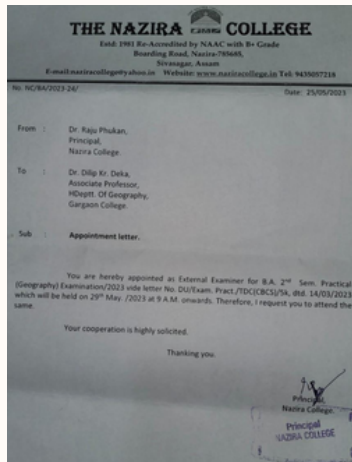 THE NAZIRA COLLEGE
Estd: 1981 Re-Accredited by NAAC with B+ Grade
Boarding Road, Nazira-785685,
Sivasagar, Assam
E-mail:naziracollege@yahoo.in Website: www.naziracollege.in Tel: 9435057210
No. NC/BA/2023-24/ Date: 25/05/2023
From : Dr. Raju Phukan,
Principal,
Nazira College.
To : Dr. Dilip Kr. Deka,
Associate Professor,
HDeptt. Of Geography,
Gargaon College.
Sub : Appointment letter.
You are hereby appointed as External Examiner for B.A. 2nd Sem. Practical
(Geography) Examination/2023 vide letter No. DU/Exam. Pract./TDC(CBCS)/Sk, dtd. 14/03/2023
which will be held on 29th May. /2023 at 9 A.M. onwards. Therefore, I request you to attend the
same.
Your cooperation is highly solicited.
Thanking you.
Principal,
Nazira College.
Principal
NAZIRA COLLEGE